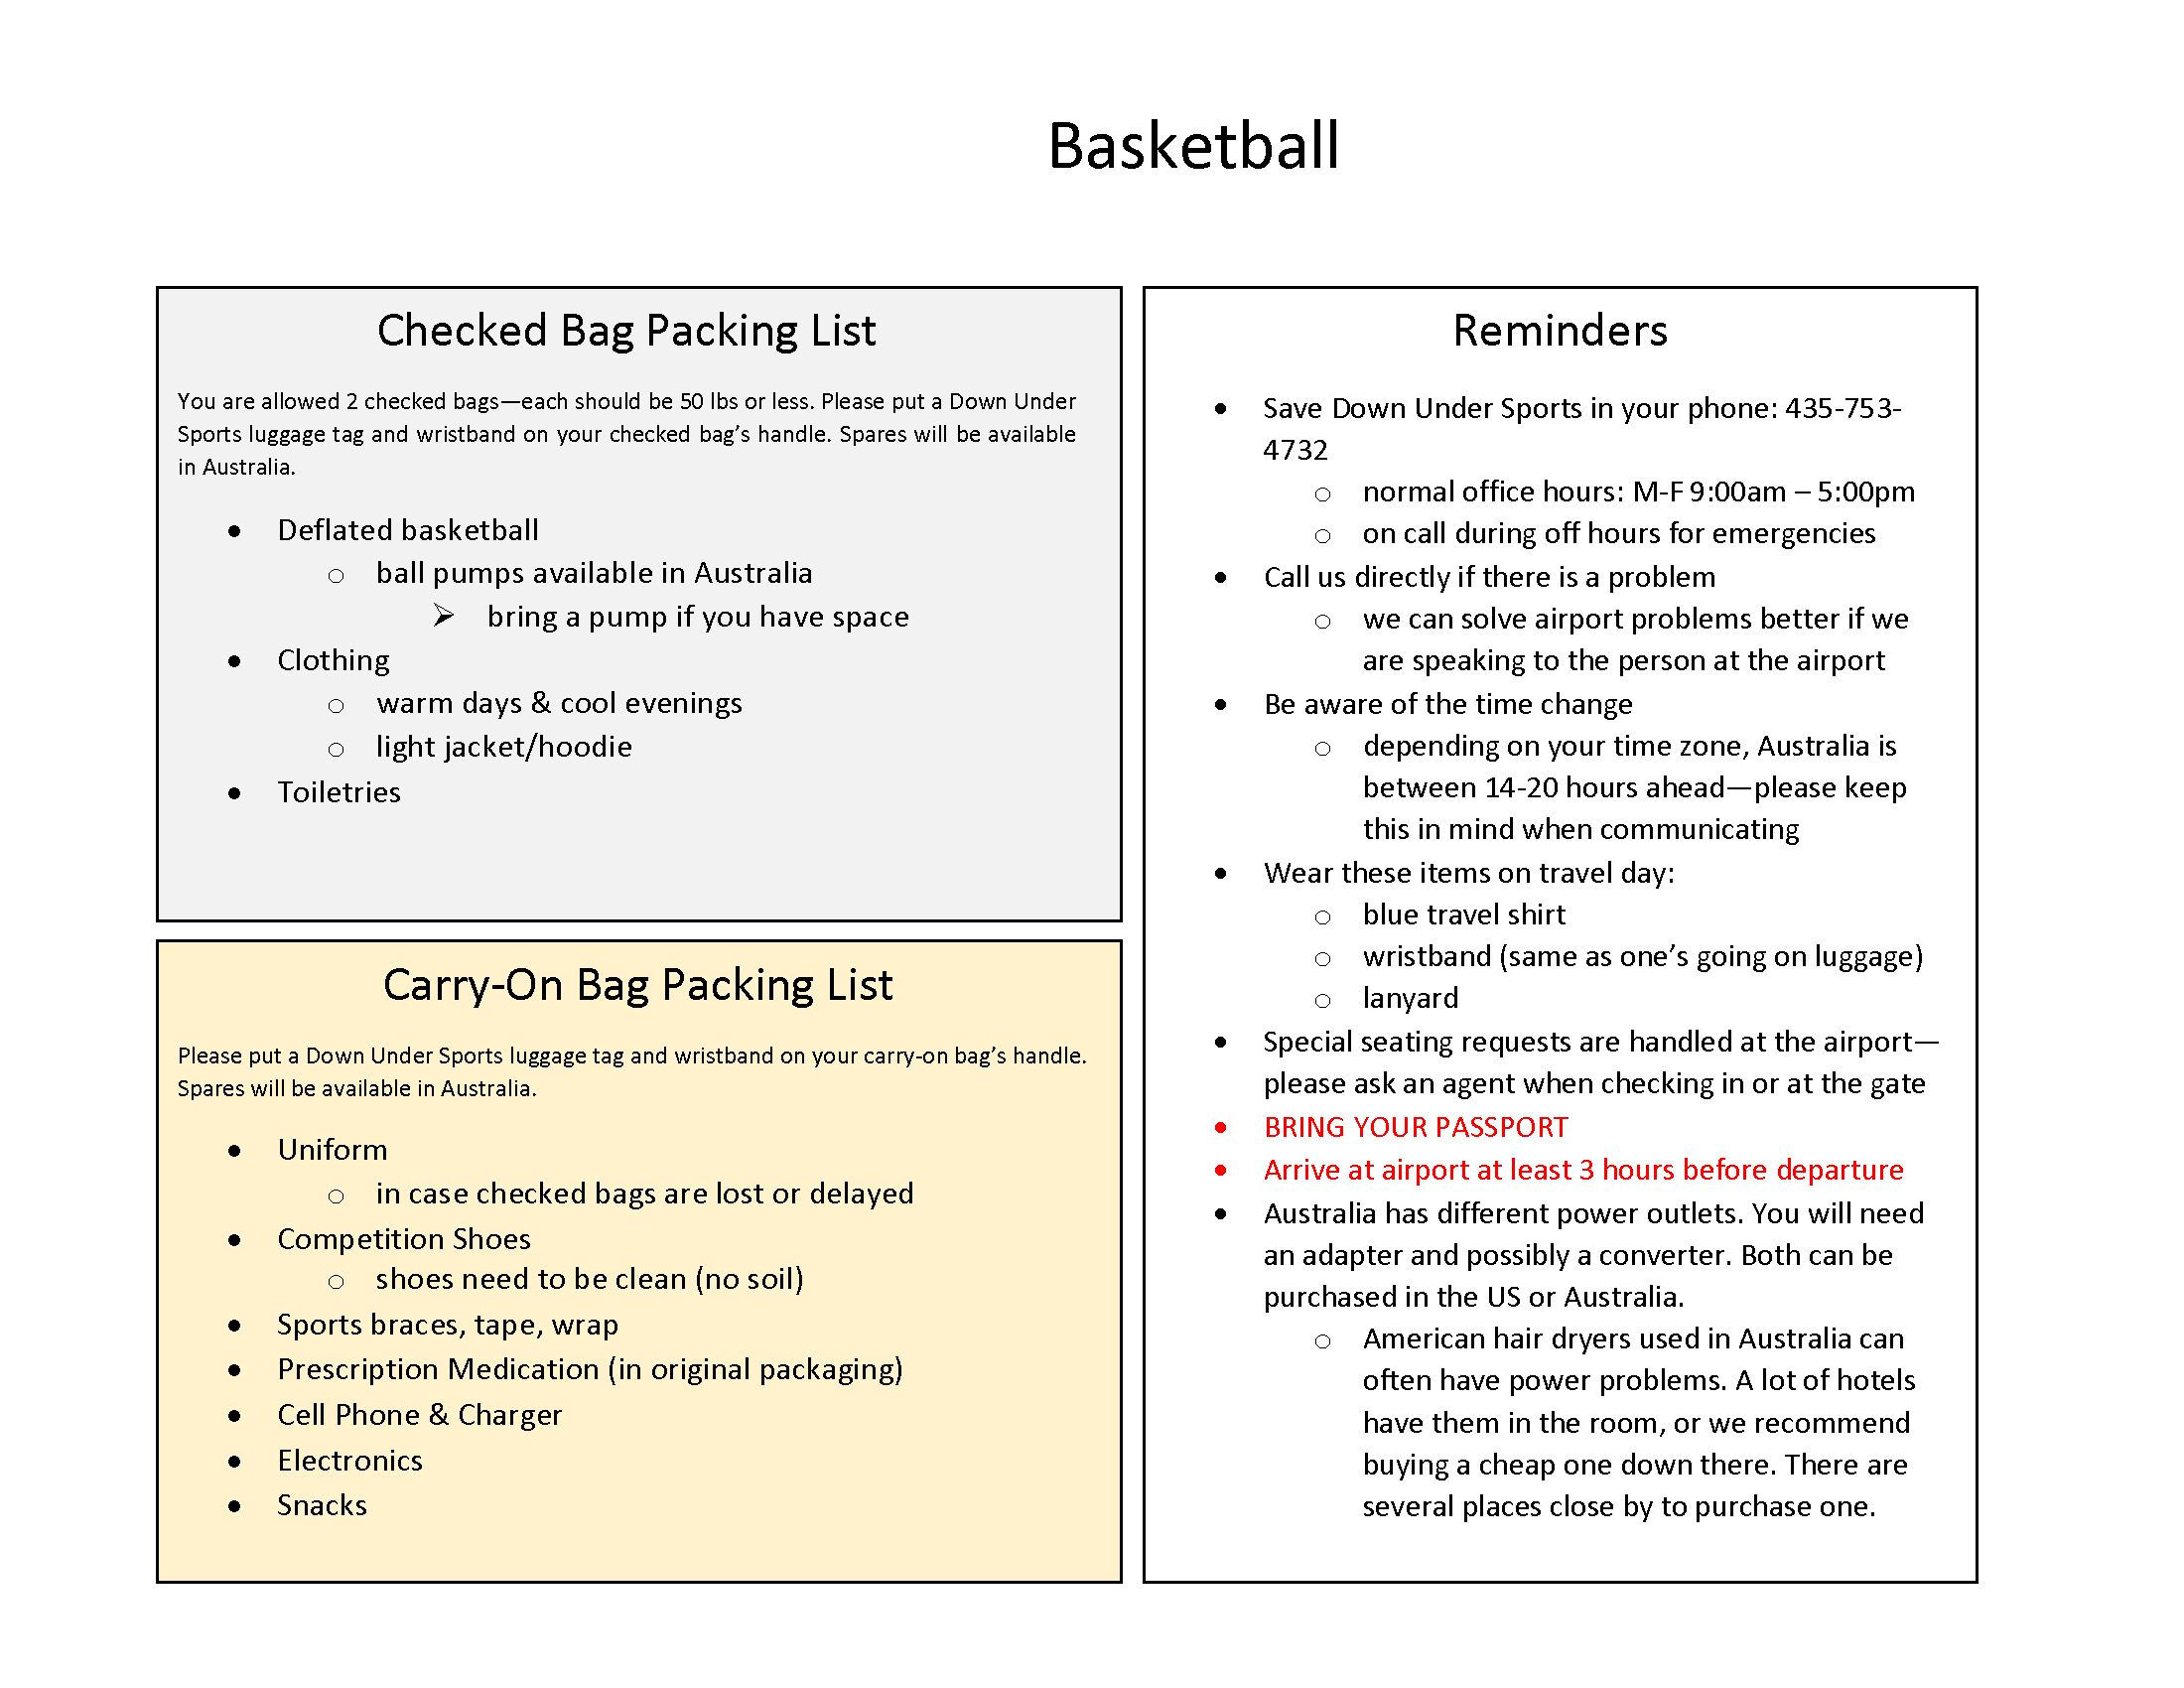 Basketball
Checked Bag Packing List
You are allowed 2 checked bags—each should be 50 lbs or less. Please put a Down Under
Sports luggage tag and wristband on your checked bag’s handle. Spares will be available
in Australia.
• Deflated basketball
o ball pumps available in Australia
➢ bring a pump if you have space
• Clothing
o warm days & cool evenings
o light jacket/hoodie
• Toiletries
Carry-On Bag Packing List
Please put a Down Under Sports luggage tag and wristband on your carry-on bag’s handle.
Spares will be available in Australia.
• Uniform
o in case checked bags are lost or delayed
• Competition Shoes
o shoes need to be clean (no soil)
• Sports braces, tape, wrap
• Prescription Medication (in original packaging)
• Cell Phone & Charger
• Electronics
• Snacks
Reminders
• Save Down Under Sports in your phone: 435-753-
4732
o normal office hours: M-F 9:00am – 5:00pm
o on call during off hours for emergencies
• Call us directly if there is a problem
o we can solve airport problems better if we
are speaking to the person at the airport
• Be aware of the time change
o depending on your time zone, Australia is
between 14-20 hours ahead—please keep
this in mind when communicating
• Wear these items on travel day:
o blue travel shirt
o wristband (same as one’s going on luggage)
o lanyard
• Special seating requests are handled at the airport—
please ask an agent when checking in or at the gate
• BRING YOUR PASSPORT
• Arrive at airport at least 3 hours before departure
• Australia has different power outlets. You will need
an adapter and possibly a converter. Both can be
purchased in the US or Australia.
o American hair dryers used in Australia can
often have power problems. A lot of hotels
have them in the room, or we recommend
buying a cheap one down there. There are
several places close by to purchase one.